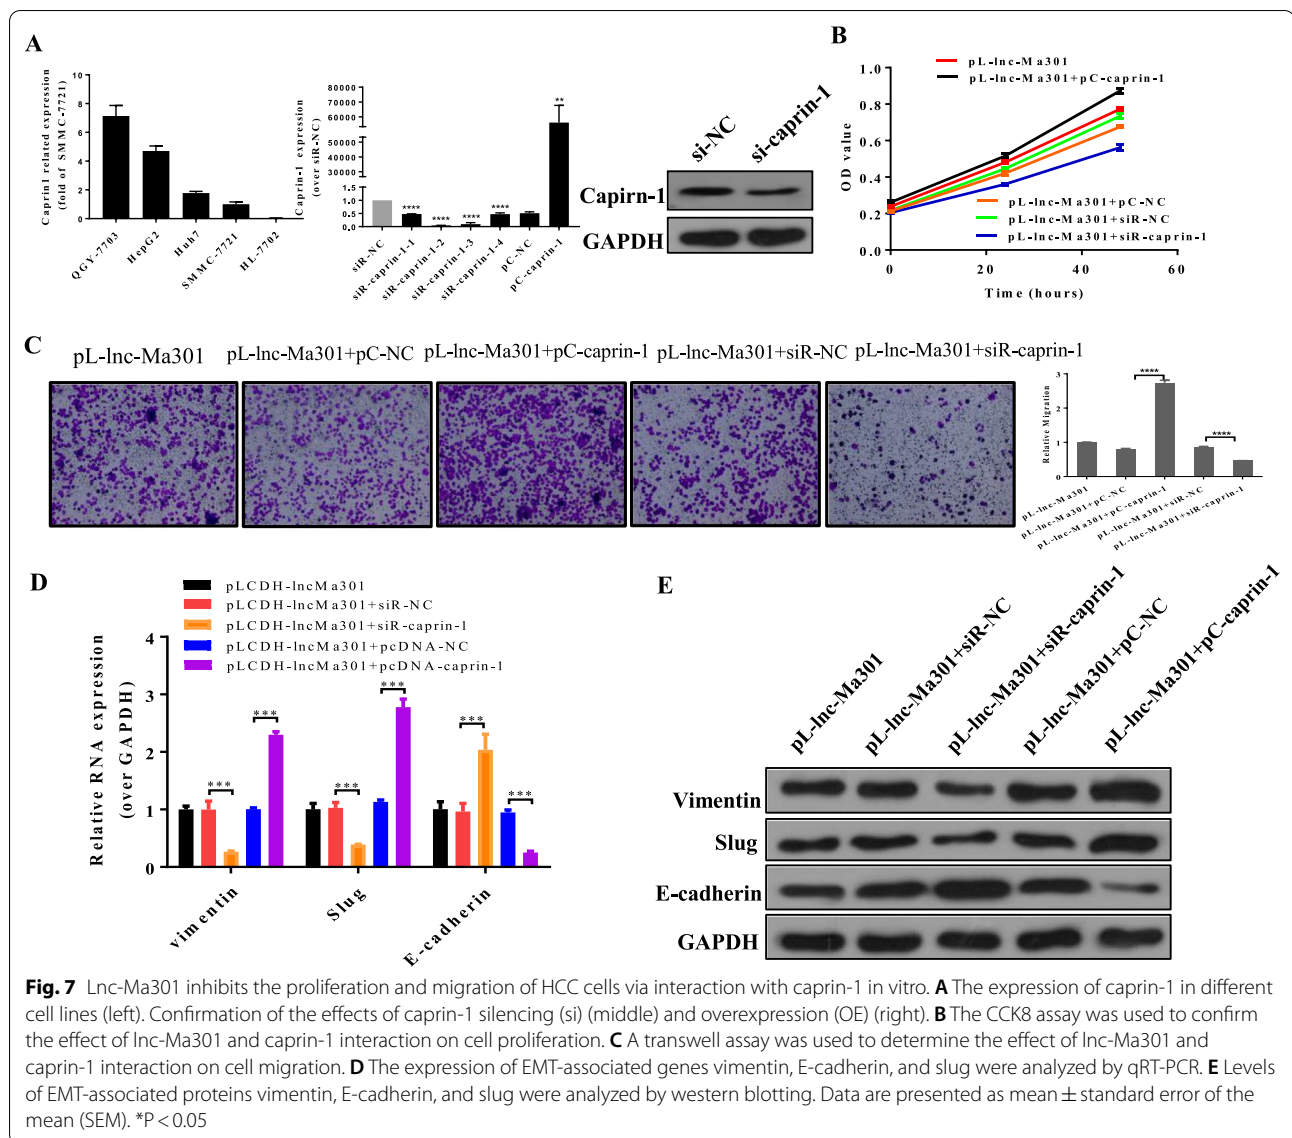 A
Caprin1 related expression
(fold of SMMC-7721)
10
8
6
4
2
0
QGY-7703
HepG2
Huh7
SMMC-7721
HL-7702
Caprin-1 expression
(over siR-NC)
80000
70000
60000
50000
40000
30000
20000
10000
1.0
0.5
0.0
****
****
****
****
**
siR-NC
siR-caprin-1-1
siR-caprin-1-2
siR-caprin-1-3
siR-caprin-1-4
pC-NC
pC-caprin-1
si-NC
si-caprin-1
Capirn-1
GAPDH
B
OD value
1.0
0.8
0.6
0.4
0.2
0.0
0
20
40
60
Time (hours)
pL-lnc-Ma301
pL-lnc-Ma301+pC-caprin-1
pL-lnc-Ma301+pC-NC
pL-lnc-Ma301+siR-NC
pL-lnc-Ma301+siR-caprin-1
C
pL-lnc-Ma301
pL-lnc-Ma301+pC-NC
pL-lnc-Ma301+pC-caprin-1
pL-lnc-Ma301+siR-NC
pL-lnc-Ma301+siR-caprin-1
Relative Migration
3
2
1
0
****
****
pL-lnc-Ma301
pL-lnc-Ma301+pC-NC
pL-lnc-Ma301+pC-caprin-1
pL-lnc-Ma301+siR-NC
pL-lnc-Ma301+siR-caprin-1
D
pLCDH-lncMa301
pLCDH-lncMa301+siR-NC
pLCDH-lncMa301+siR-caprin-1
pLCDH-lncMa301+pcDNA-NC
pLCDH-lncMa301+pcDNA-caprin-1
Relative RNA expression
(over GAPDH)
4
3
2
1
0
***
***
***
***
***
***
vimentin
Slug
E-cadherin
E
pL-lnc-Ma301
pL-lnc-Ma301+siR-NC
pL-lnc-Ma301+siR-caprin-1
pL-lnc-Ma301+pC-NC
pL-lnc-Ma301+pC-caprin-1
Vimentin
Slug
E-cadherin
GAPDH
Fig. 7 Lnc-Ma301 inhibits the proliferation and migration of HCC cells via interaction with caprin-1 in vitro. A The expression of caprin-1 in different
cell lines (left). Confirmation of the effects of caprin-1 silencing (si) (middle) and overexpression (OE) (right). B The CCK8 assay was used to confirm
the effect of lnc-Ma301 and caprin-1 interaction on cell proliferation. C A transwell assay was used to determine the effect of lnc-Ma301 and
caprin-1 interaction on cell migration. D The expression of EMT-associated genes vimentin, E-cadherin, and slug were analyzed by qRT-PCR. E Levels
of EMT-associated proteins vimentin, E-cadherin, and slug were analyzed by western blotting. Data are presented as mean ± standard error of the
mean (SEM). *P < 0.05